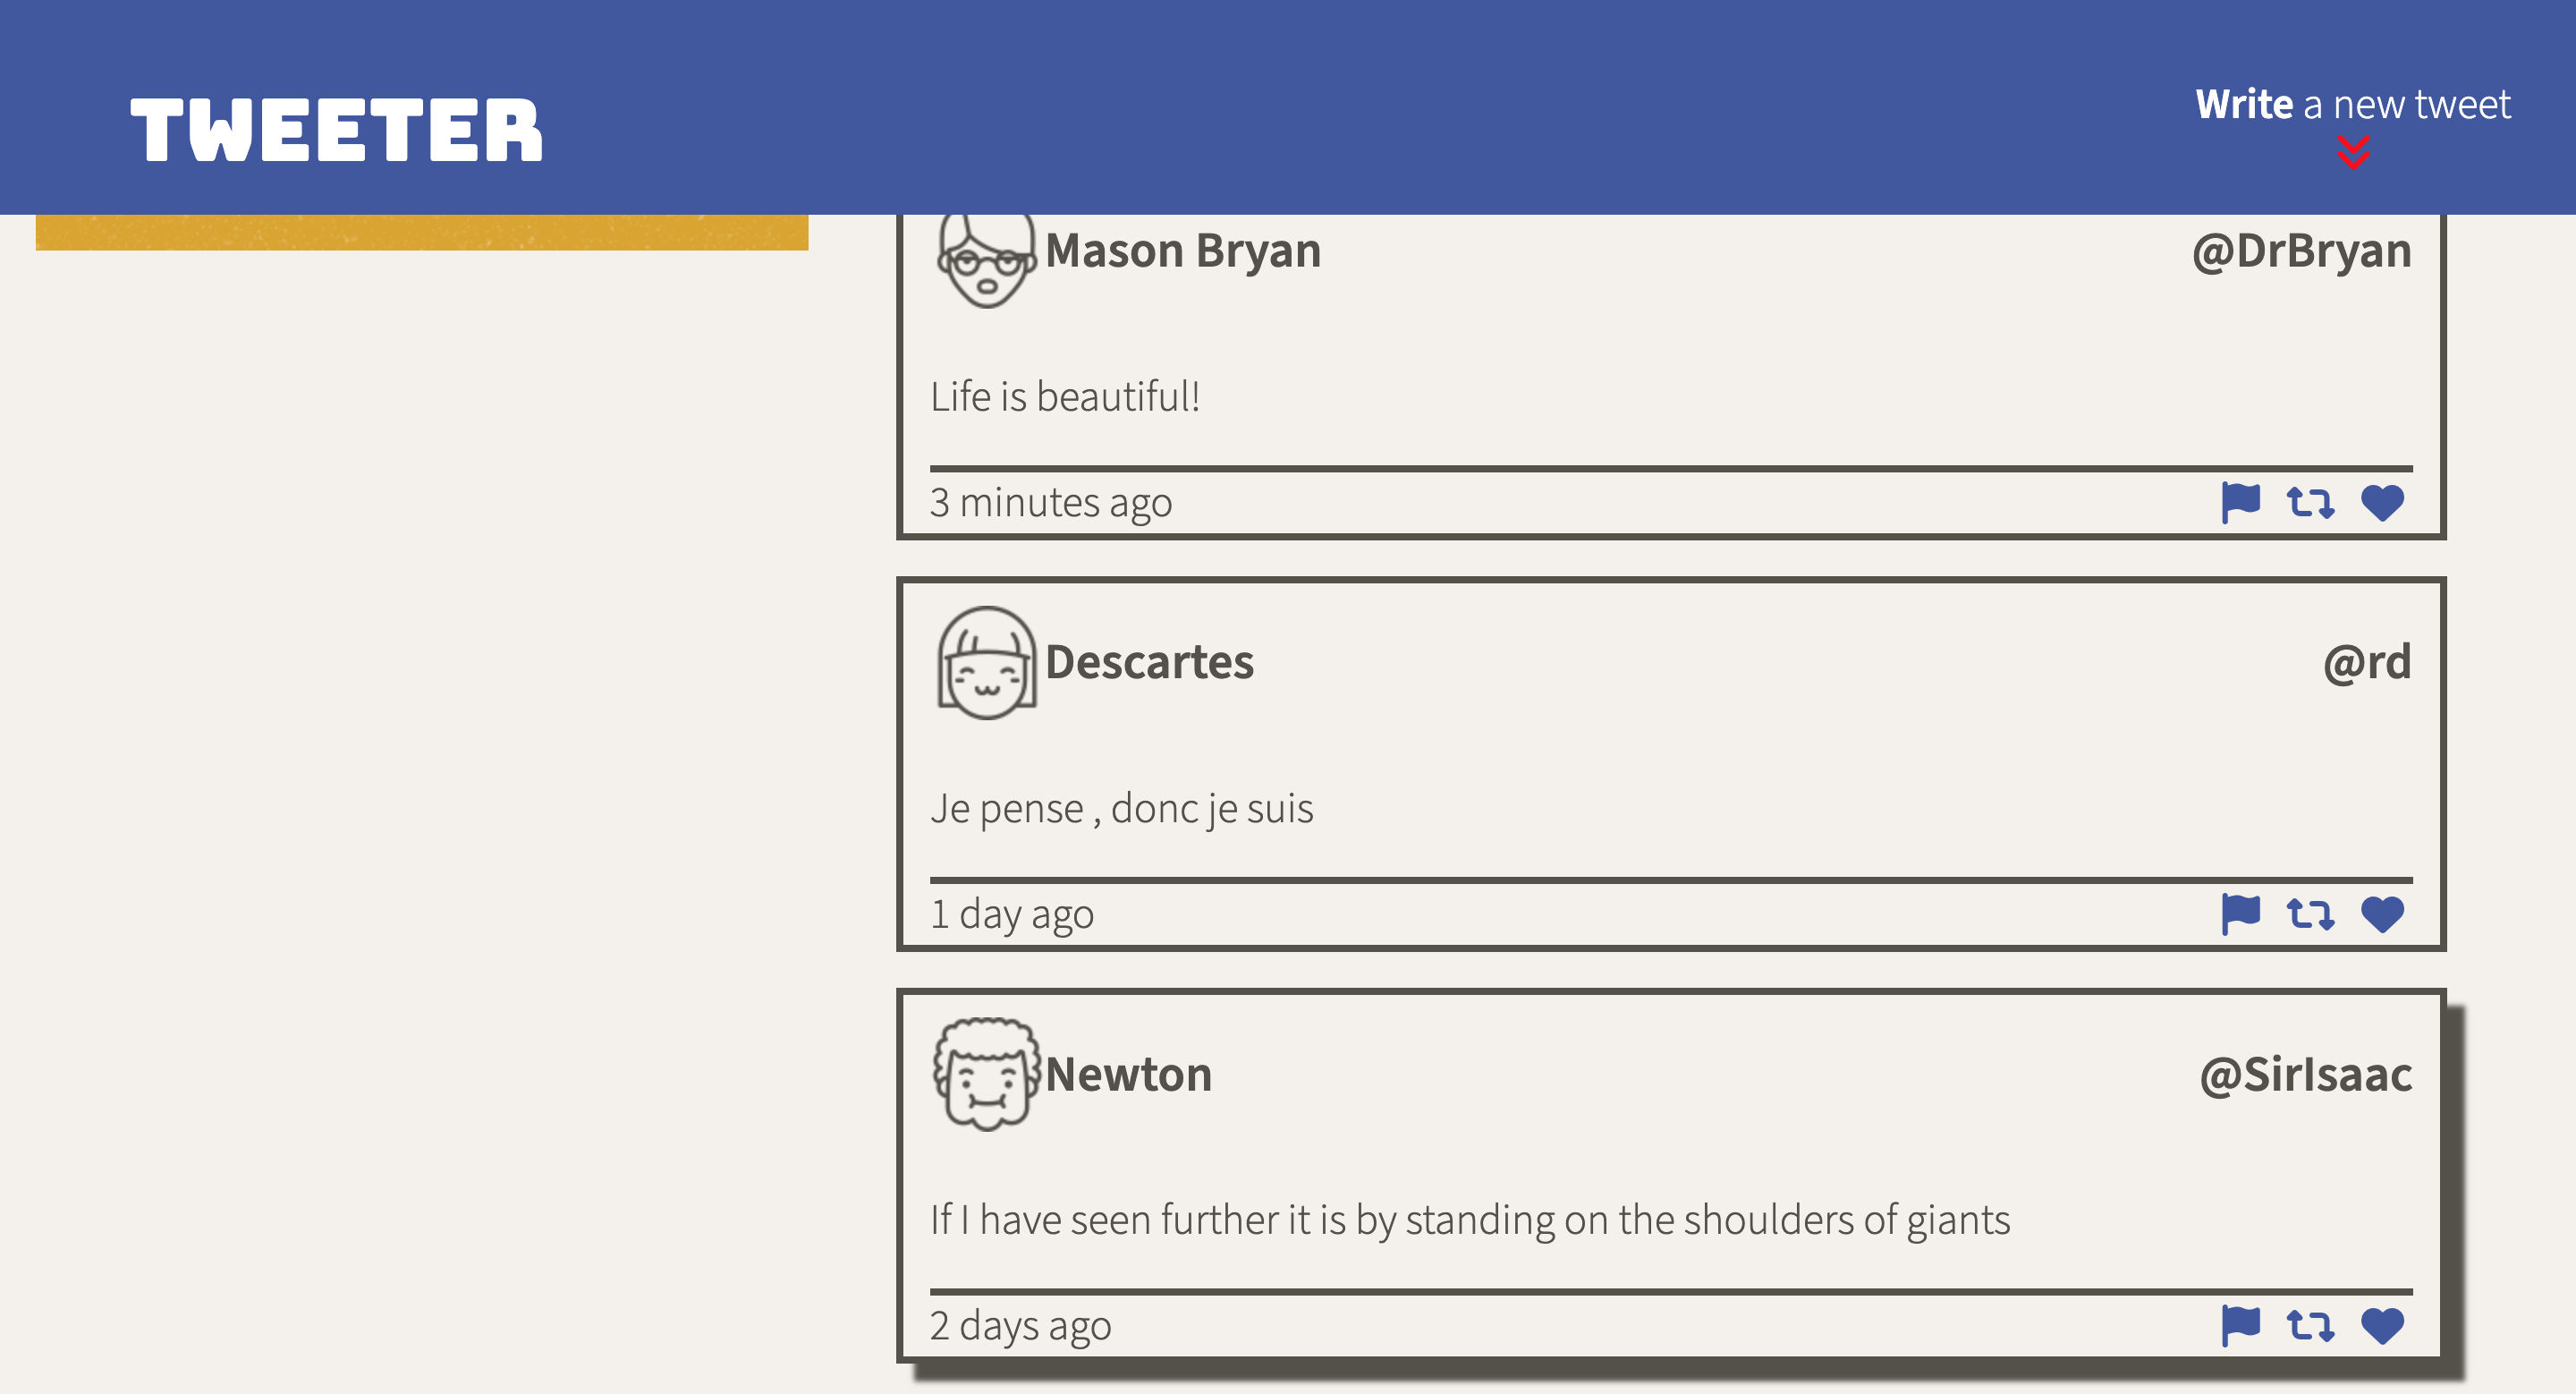 TWEETER
Write a new tweet
Mason Bryan @DrBryan
Life is beautiful!
3 minutes ago
Descartes @rd
Je pense , donc je suis
1 day ago
Newton @SirIsaac
If I have seen further it is by standing on the shoulders of giants
2 days ago